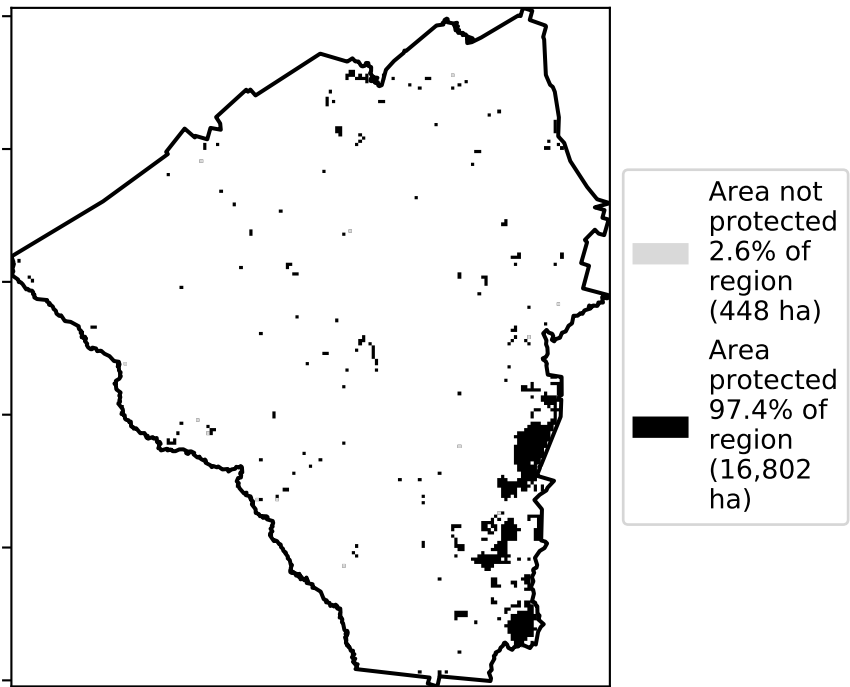 Area not
protected
2.6% of
region
(448 ha)
Area
protected
97.4% of
region
(16,802
ha)